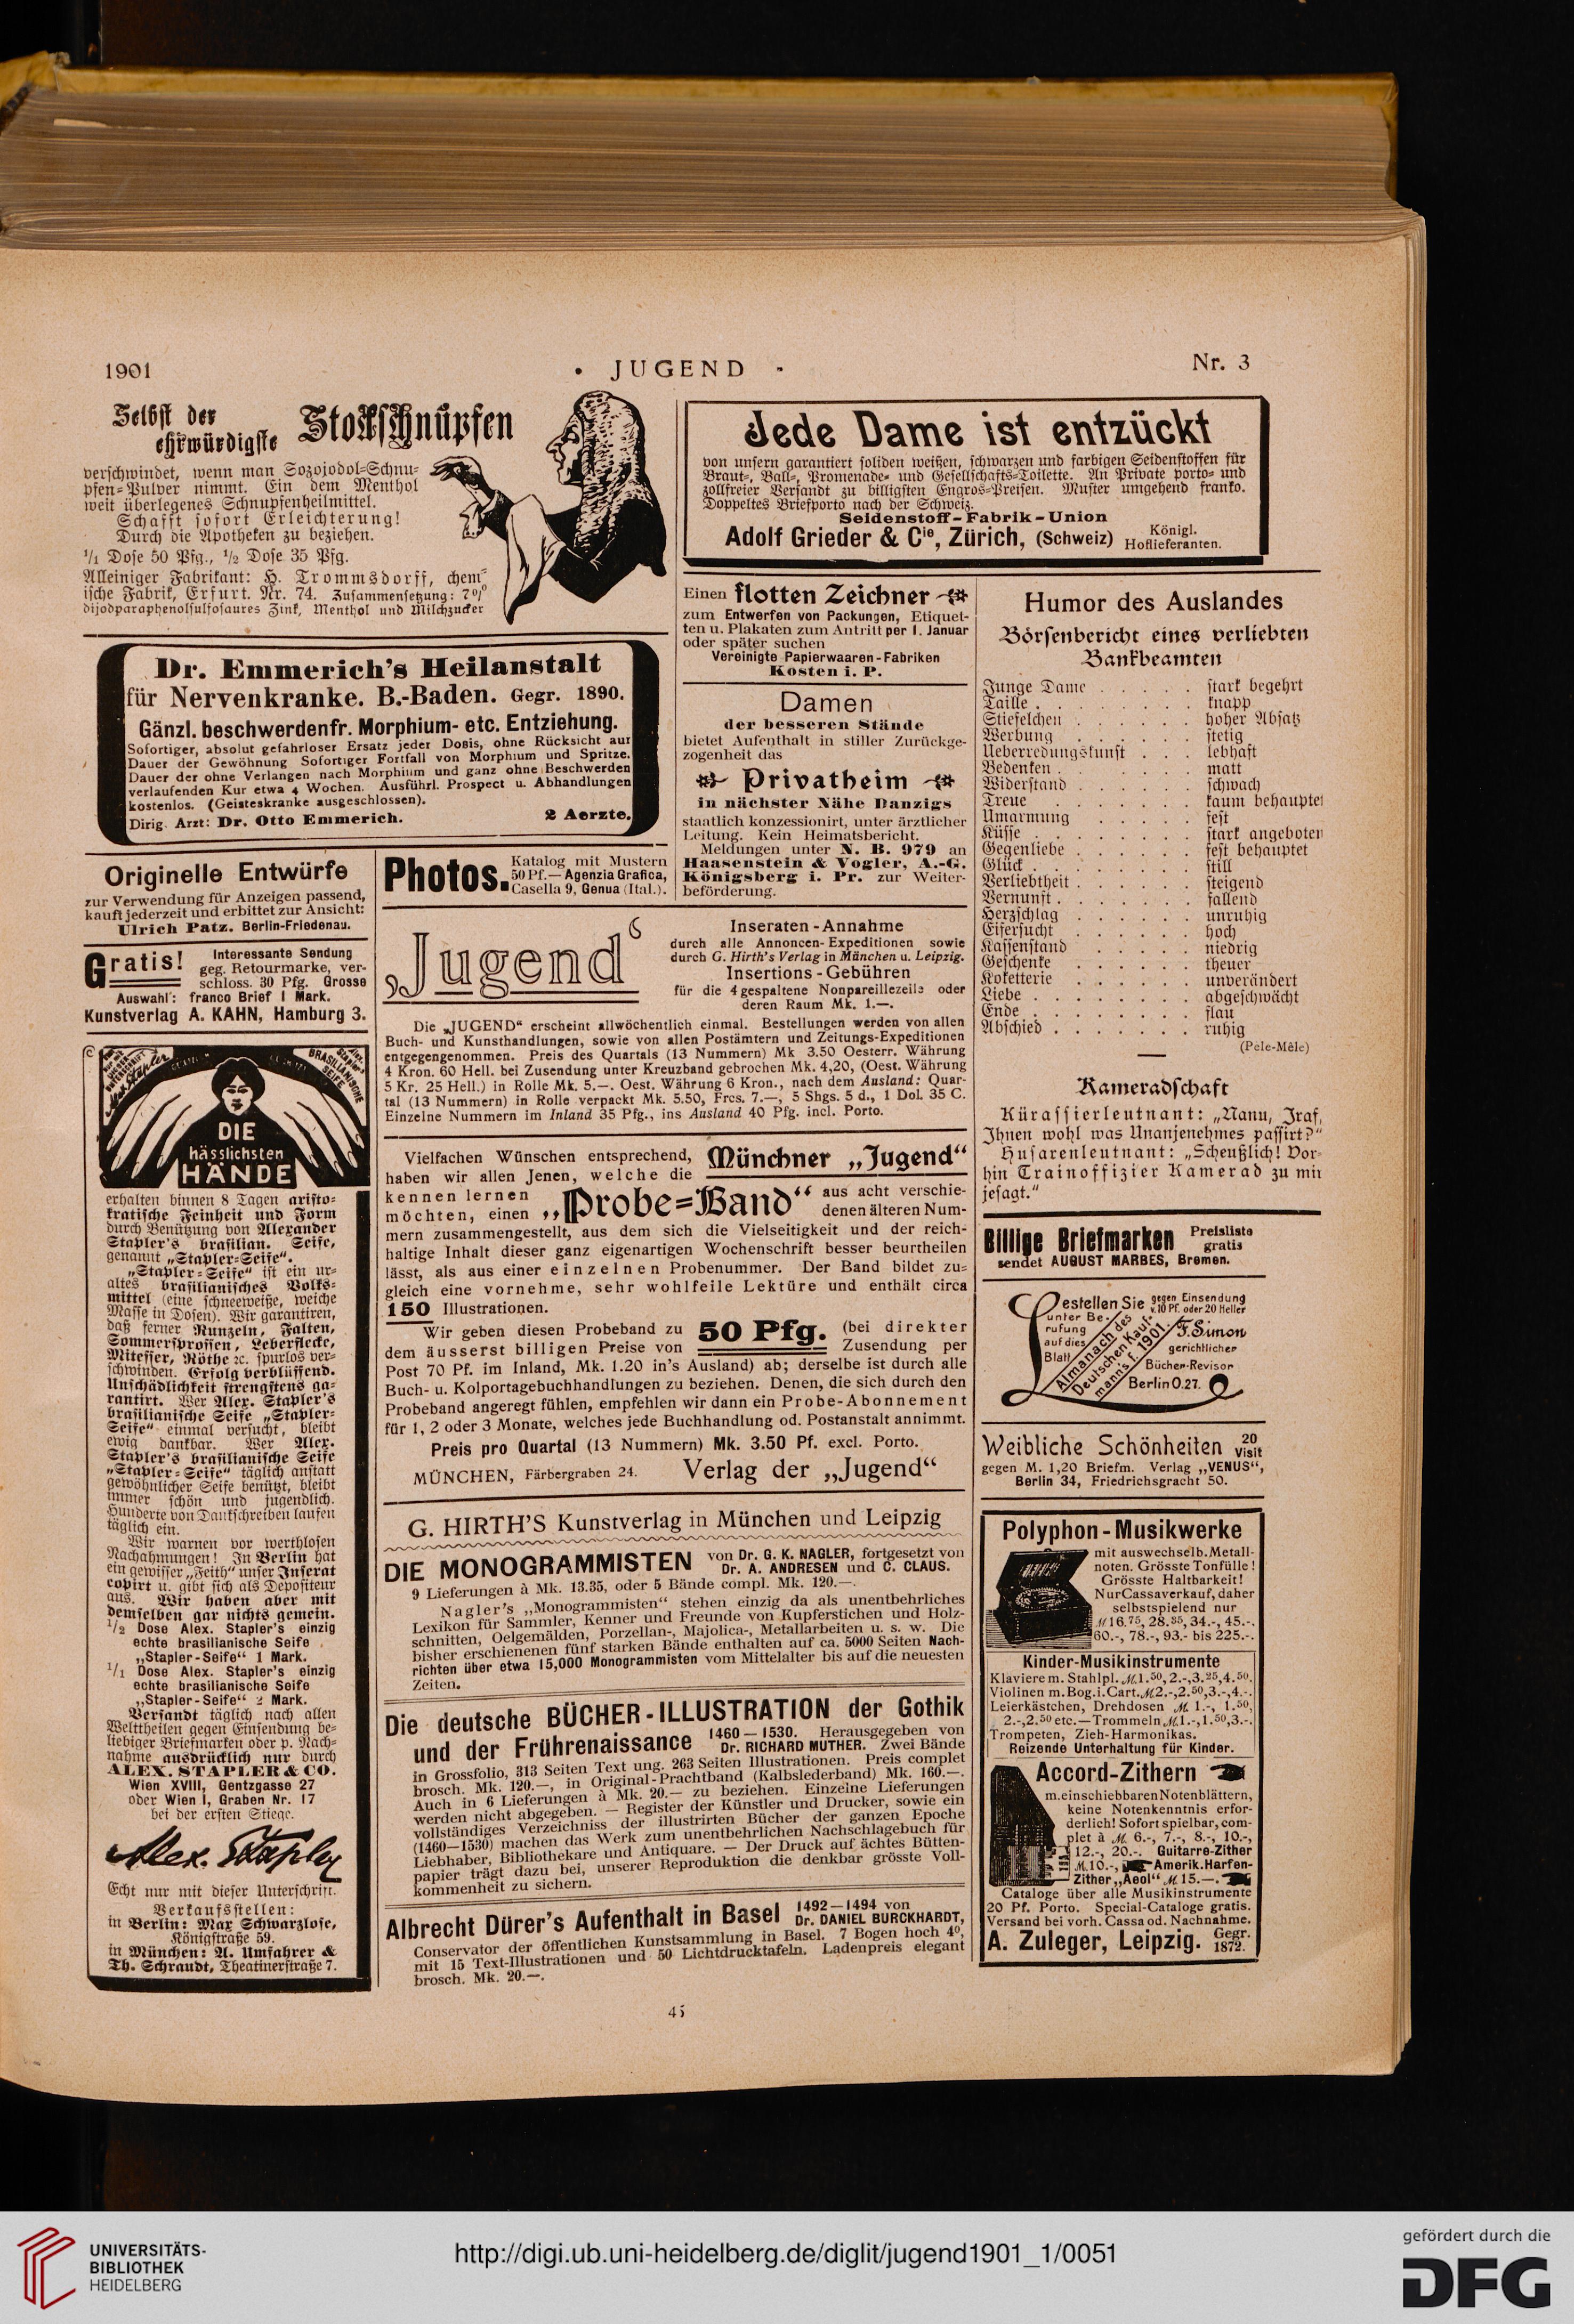 1901
• JUGEND •
Nr. 3
Selbst der
ehrwürdigste Stockschnupfen
verschwindet, wenn man Sozojodol-Schnu-
pfen-Pulver nimmt. Ein dem Menthol
weit überlegenes Schnupfenheilmittel.
Schafft sofort Erleichterung!
Durch die Apotheken zu beziehen.
1/1 Dose 50 Pfg., 1/2 Dose 35 Pfg.
Alleiniger Fabrikant: H. Trommsdorff, chem-
ische Fabrik, Erfurt. Nr. 74. Zusammensetzung: 7%
dijodparaphenolsulfosaures Zink, Menthol und Milchzucker
Dr. Emmerich's Heilanstalt
für Nervenkranke. B.-Baden. Gegr. 1890.
Gänzl. beschwerdenfr. Morphium- etc. Entziehung.
Sofortiger, absolut gefahrloser Ersatz jeder Dosis, ohne Rücksicht auf
Dauer der Gewöhnung Sofortiger Fortfall von Morphium und Spritze.
Dauer der ohne Verlangen nach Morphium und ganz ohne Beschwerden
verlaufenden Kur etwa 4 Wochen. Ausführl. Prospect u. Abhandlungen
kostenlos. (Geisteskranke ausgeschlossen).
Dirig. Arzt: Dr. Otto Emmerich. 2 Aerzte.
Originelle Entwürfe
zur Verwendung für Anzeigen passend,
kauft jederzeit und erbittet zur Ansicht:
Ulrich Patz. Berlin-Friedenau.
Gratis! Interessante Sendung
geg. Retourmarke, ver-
schloss. 30 Pfg. Grosse
Auswahl: franco Brief 1 Mark.
Kunstverlag A. KAHN, Hamburg 3.
BRASILIANISCHE
SEIFE
DIE
hässlichsten
HÄNDE
erhalten binnen 8 Tagen aristo-
kratische Feinheit und Form
durch Benützung von Alexander
Stapler's brasilian. Seife,
genannt „Stapler-Seife".
„Stapler-Seife" ist ein ur-
altes brasilianisches Volks-
mittel (eine schneeweiße, weiche
Masse in Dosen). Wir garantiren,
daß ferner Runzeln, Falten,
Sommersprossen, Leberflecke,
Mitesser, Röthe ꝛc. spurlos ver-
schwinden. Erfolg verblüffend.
Unschädlichkeit strengstens ga-
rantirt. Wer Alex. Stapler's
brasilianische Seife „Stapler-
Seife" einmal versucht, bleibt
ewig dankbar. Wer Alex.
Stapler's brasilianische Seife
„Stapler-Seife" täglich anstatt
gewöhnlicher Seife benützt, bleibt
immer schön und jugendlich.
Hunderte von Dankschreiben laufen
täglich ein.
Wir warnen vor werthlosen
Nachahmungen! In Berlin hat
ein gewisser „Feith" unser Inserat
copirt u. gibt sich als Depositeur
aus. Wir haben aber mit
demselben gar nichts gemein.
1/2 Dose Alex. Stapler's einzig
echte brasilianische Seife
„Stapler-Seife" 1 Mark.
1/1 Dose Alex. Stapler's einzig
echte brasilianische Seife
„Stapler-Seife" 2 Mark.
Versandt täglich nach allen
Welttheilen gegen Einsendung be-
liebiger Briefmarken oder p. Nach-
nahme ausdrücklich nur durch
ALEX. STAPLER & CO.
Wien XVIII, Gentzgasse 27
oder Wien I, Graben Nr. 17
bei der ersten Stiege.
Alex. Stapler
Echt nur mit dieser Unterschrift.
Verkaufsstellen:
in Berlin: Max Schwarzlose,
Königstraße 59.
in München: A. Umfahrer &
Th. Schraudt, Theatinerstraße 7.
Photos. Katalog mit Mustern
50 Pf. — Agenzia Grafica,
Casella 9, Genua (Ital.).
„Jugend"
Inseraten-Annahme
durch alle Annoncen-Expeditionen sowie
durch G. Hirth's Verlag in München u. Leipzig.
Insertions-Gebühren
für die 4 gespaltene Nonpareillezeile oder
deren Raum Mk. 1.—.
Die „JUGEND" erscheint allwöchentlich einmal. Bestellungen werden von allen
Buch- und Kunsthandlungen, sowie von allen Postämtern und Zeitungs-Expeditionen
entgegengenommen. Preis des Quartals (13 Nummern) Mk 3.50 Oesterr. Währung
4 Kron. 60 Hell. bei Zusendung unter Kreuzband gebrochen Mk. 4,20, (Oest. Währung
5 Kr. 25 Hell.) in Rolle Mk. 5.—. Oest. Währung 6 Kron., nach dem Ausland: Quar-
tal (13 Nummern) in Rolle verpackt Mk. 5.50, Frcs. 7.—, 5 Shgs. 5 d., 1 Dol. 35 C.
Einzelne Nummern im Inland 35 Pfg., ins Ausland 40 Pfg. incl. Porto.
Vielfachen Wünschen entsprechend,
haben wir allen Jenen, welche die Münchner „Jugend"
kennen lernen
möchten, einen „Probe-Band" aus acht verschie-
denen älteren Num-
mern zusammengestellt, aus dem sich die Vielseitigkeit und der reich-
haltige Inhalt dieser ganz eigenartigen Wochenschrift besser beurtheilen
lässt, als aus einer einzelnen Probenummer. Der Band bildet zu-
gleich eine vornehme, sehr wohlfeile Lektüre und enthält circa
150 Illustrationen.
Wir geben diesen Probeband zu
dem äusserst billigen Preise von 50 Pfg. (bei direkter
Zusendung per
Post 70 Pf. im Inland, Mk. 1.20 in's Ausland) ab; derselbe ist durch alle
Buch- u. Kolportagebuchhandlungen zu beziehen. Denen, die sich durch den
Probeband angeregt fühlen, empfehlen wir dann ein Probe-Abonnement
für 1, 2 oder 3 Monate, welches jede Buchhandlung od. Postanstalt annimmt.
Preis pro Quartal (13 Nummern) Mk. 3.50 Pf. excl. Porto.
MÜNCHEN, Färbergraben 24. Verlag der „Jugend"
G. HIRTH'S Kunstverlag in München und Leipzig
DIE MONOGRAMMISTEN von Dr. G. K. NAGLER, fortgesetzt von
Dr. A. ANDRESEN und C. CLAUS.
9 Lieferungen à Mk. 13.35, oder 5 Bände compl. Mk. 120.—.
Nagler's „Monogrammisten" stehen einzig da als unentbehrliches
Lexikon für Sammler, Kenner und Freunde von Kupferstichen und Holz-
schnitten, Oelgemälden, Porzellan-, Majolica-, Metallarbeiten u. s. w. Die
bisher erschienenen fünf starken Bände enthalten auf ca. 5000 Seiten Nach-
richten über etwa 15,000 Monogrammisten vom Mittelalter bis auf die neuesten
Zeiten.
Die deutsche BÜCHER-ILLUSTRATION der Gothik
und der Frührenaissance 1460—1530. Herausgegeben von
Dr. RICHARD MUTHER. Zwei Bände
in Grossfolio, 313 Seiten Text ung. 263 Seiten Illustrationen. Preis complet
brosch. Mk. 120.—, in Original-Prachtband (Kalbslederband) Mk. 160.—.
Auch in 6 Lieferungen à Mk. 20.— zu beziehen. Einzelne Lieferungen
werden nicht abgegeben. — Register der Künstler und Drucker, sowie ein
vollständiges Verzeichniss der illustrirten Bücher der ganzen Epoche
(1460—1530) machen das Werk zum unentbehrlichen Nachschlagebuch für
Liebhaber, Bibliothekare und Antiquare. — Der Druck auf ächtes Bütten-
papier trägt dazu bei, unserer Reproduktion die denkbar grösste Voll-
kommenheit zu sichern.
Albrecht Dürer's Aufenthalt in Basel 1492—1494 von
Dr. DANIEL BURCKHARDT,
Conservator der öffentlichen Kunstsammlung in Basel. 7 Bogen hoch 4°,
mit 15 Text-Illustrationen und 50 Lichtdrucktafeln. Ladenpreis elegant
brosch. Mk. 20.—.
Jede Dame ist entzückt
von unsern garantiert soliden weißen, schwarzen und farbigen Seidenstoffen für
Braut-, Ball-, Promenade- und Gesellschafts-Toilette. An Private porto- und
zollfreier Versandt zu billigsten Engros-Preisen. Muster umgehend franko.
Doppeltes Briefporto nach der Schweiz.
Seidenstoff-Fabrik-Union
Adolf Grieder & Cie, Zürich, (Schweiz) Königl.
Hoflieferanten.
Einen flotten Zeichner
zum Entwerfen von Packungen, Etiquet-
ten u. Plakaten zum Antritt per 1. Januar
oder später suchen
Vereinigte Papierwaaren-Fabriken
Kosten i. P.
Damen
der besseren Stände
bietet Aufenthalt in stiller Zurückge-
zogenheit das
Privatheim
in nächster Nähe Danzigs
staatlich konzessionirt, unter ärztlicher
Leitung. Kein Heimatsbericht.
Meldungen unter N. B. 979 an
Haasenstein & Vogler, A.-G.
Königsberg i. Pr. zur Weiter-
beförderung.
Humor des Auslandes
Börsenbericht eines verliebten
Bankbeamten
Junge Dame . . . . . stark begehrt
Taille . . . . . . . . knapp
Stiefelchen . . . . . . hoher Absatz
Werbung . . . . . . stetig
Ueberredungskunst . . . lebhaft
Bedenken . . . . . . matt
Widerstand . . . . . . schwach
Treue . . . . . . . kaum behauptet
Umarmung . . . . . fest
Küsse . . . . . . . . stark angeboten
Gegenliebe . . . . . . fest behauptet
Glück . . . . . . . . still
Verliebtheit . . . . . . steigend
Vernunft . . . . . . . fallend
Herzschlag . . . . . . unruhig
Eifersucht . . . . . . hoch
Kassenstand . . . . . niedrig
Geschenke . . . . . . theuer
Koketterie . . . . . . unverändert
Liebe . . . . . . . . abgeschwächt
Ende . . . . . . . . flau
Abschied . . . . . . . ruhig
(Pele-Mêle)
Kameradschaft
Kürassierleutnant: „Nanu, Jraf,
Ihnen wohl was Unanjenehmes passirt?"
Husarenleutnant: „Scheußlich! Vor-
hin Trainoffizier Kamerad zu mir
jesagt."
Billige Briefmarken Preisliste
gratis
sendet AUGUST MARBES, Bremen.
Bestellen Sie gegen Einsendung
v. 10 Pf. oder 20 Heller
unter Be-
rufung
auf dies
Blatt
Almanach des
Deutschen Kauf-
manns f. 1901.
F. Simon
gerichtlicher
Bücher-Revisor
Berlin O.27.
Weibliche Schönheiten 20
Visit
gegen M. 1,20 Briefm. Verlag „VENUS",
Berlin 34, Friedrichsgracht 50.
Polyphon-Musikwerke
mit auswechselb. Metall-
noten. Grösste Tonfülle!
Grösste Haltbarkeit!
Nur Cassaverkauf, daher
selbstspielend nur
M 16.75, 28.35, 34.-, 45.-,
60.-, 78.-, 93.- bis 225.-.
Kinder-Musikinstrumente
Klaviere m. Stahlpl. M. 1.50, 2.-, 3.25, 4.50.
Violinen m. Bog. i. Cart. M 2.-, 2.50, 3.-, 4.-.
Leierkästchen, Drehdosen M. 1.-, 1.50,
2.-, 2.50 etc. — Trommeln M. 1.-, 1.50, 3.-.
Trompeten, Zieh-Harmonikas.
Reizende Unterhaltung für Kinder.
Accord-Zithern
m. einschiebbaren Notenblättern,
keine Notenkenntnis erfor-
derlich! Sofort spielbar, com-
plet à M. 6.-, 7.-, 8.-, 10.-,
12.-, 20.-. Guitarre-Zither
M. 10.-, Amerik. Harfen-
Zither „Aeol" M 15.—.
Cataloge über alle Musikinstrumente
20 Pf. Porto. Special-Cataloge gratis.
Versand bei vorh. Cassa od. Nachnahme.
A. Zuleger, Leipzig. Gegr.
1872.
45
UNIVERSITÄTS-
BIBLIOTHEK
HEIDELBERG
http://digi.ub.uni-heidelberg.de/diglit/jugend1901_1/0051
gefördert durch die
DFG